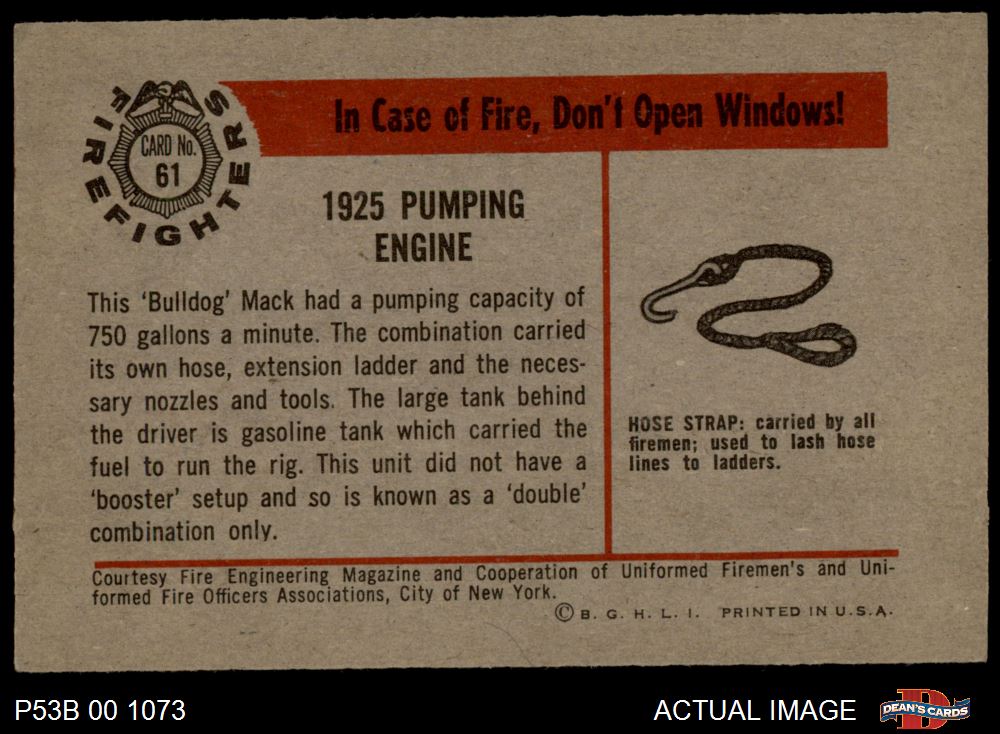 FIREFIGHTERS
CARD No.
61
In Case of Fire, Don't Open Windows!
1925 PUMPING
ENGINE
This 'Bulldog' Mack had a pumping capacity of
750 gallons a minute. The combination carried
its own hose, extension ladder and the neces-
sary nozzles and tools. The large tank behind
the driver is gasoline tank which carried the
fuel to run the rig. This unit did not have a
'booster' setup and so is known as a 'double'
combination only.
HOSE STRAP: carried by all
firemen; used to lash hose
lines to ladders.
Courtesy Fire Engineering Magazine and Cooperation of Uniformed Firemen's and Uni-
formed Fire Officers Associations, City of New York.
© B. G. H. L. I. PRINTED IN U.S.A.
P53B 00 1073
ACTUAL IMAGE
D
DEAN'S CARDS